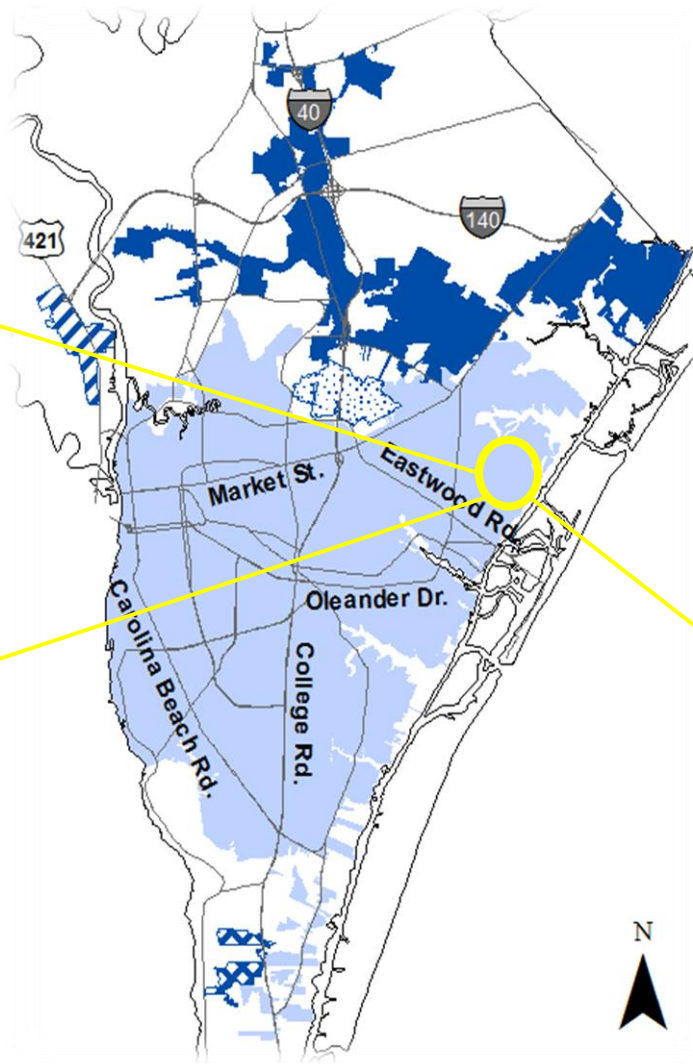 40
140
421
Market St.
Eastwood Rd.
Oleander Dr.
Carolina Beach Rd.
College Rd.
N